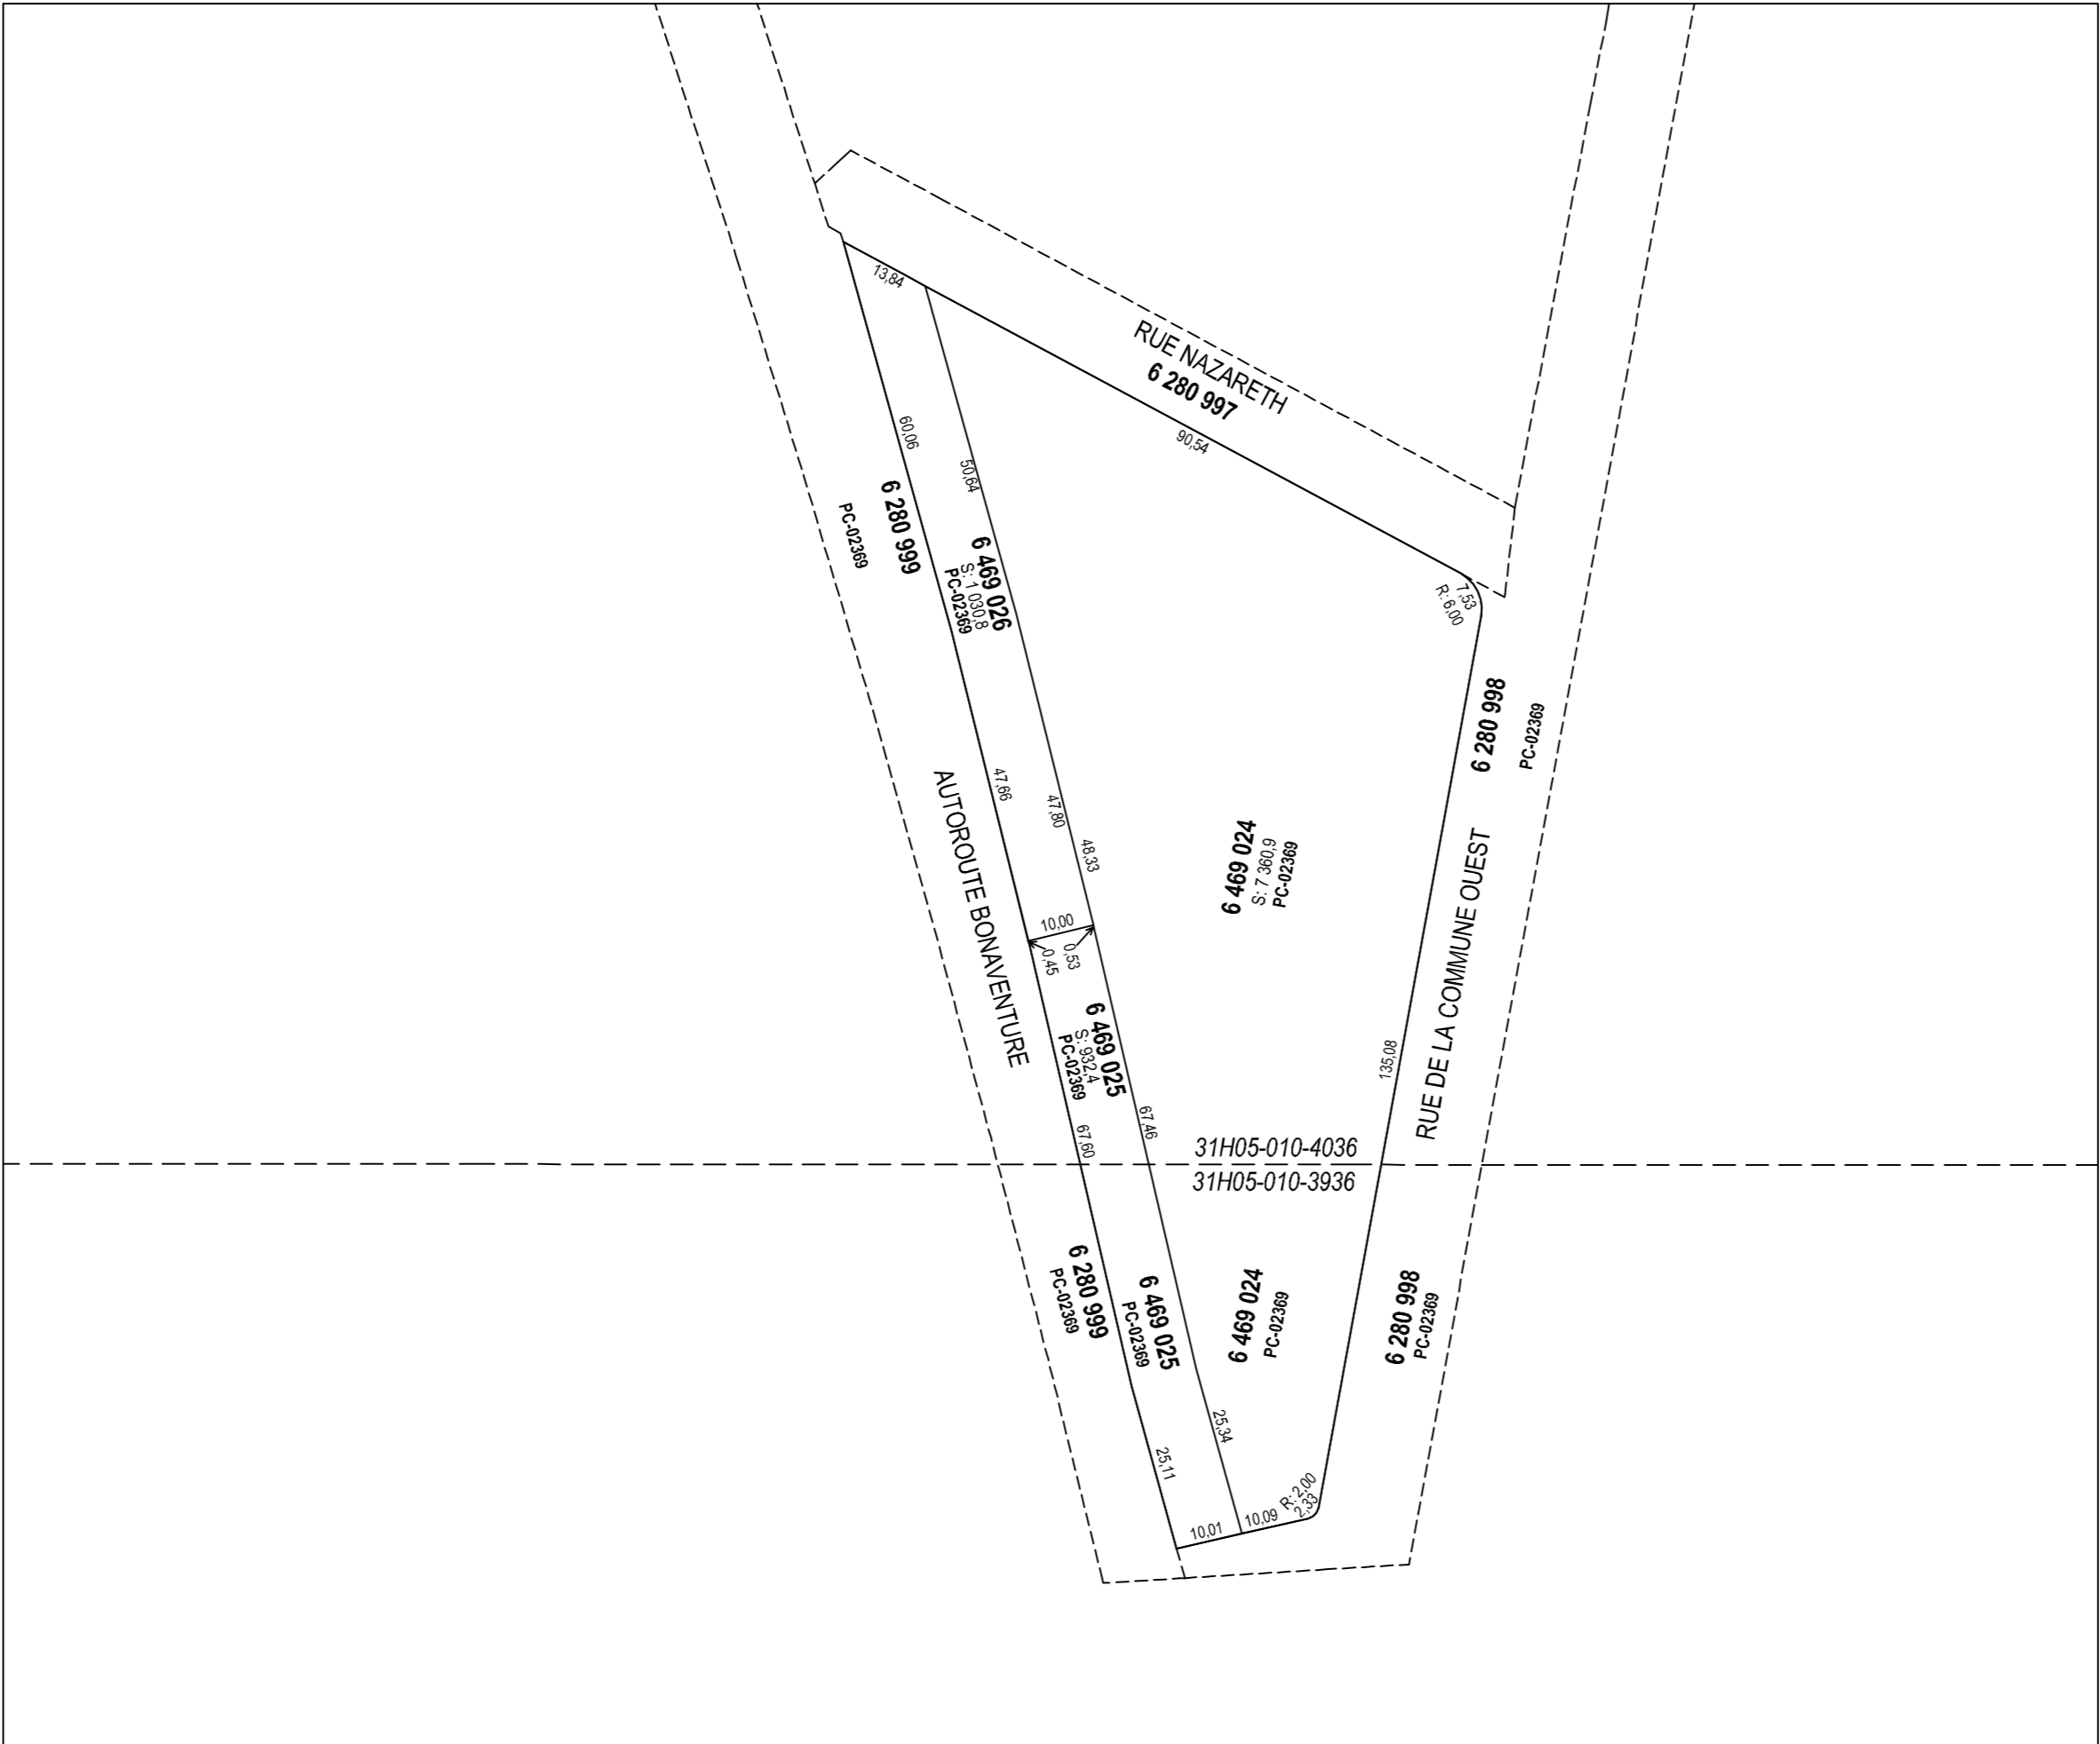 13,84
RUE NAZARETH
6 280 997
90,54
60,06
50,64
6 280 999
PC-02369
6 469 026
S: 1 030,8
PC-02369
7,53
R: 6,00
6 280 998
PC-02369
47,66
47,80
48,33
AUTOROUTE BONAVENTURE
6 469 024
S: 7 360,9
PC-02369
RUE DE LA COMMUNE OUEST
10,00
0,45
0,53
6 469 025
S: 932,4
PC-02369
135,08
67,60
67,46
31H05-010-4036
31H05-010-3936
6 280 999
PC-02369
6 469 025
PC-02369
6 469 024
PC-02369
6 280 998
PC-02369
25,11
25,34
10,01
10,09
R: 2,00
2,33